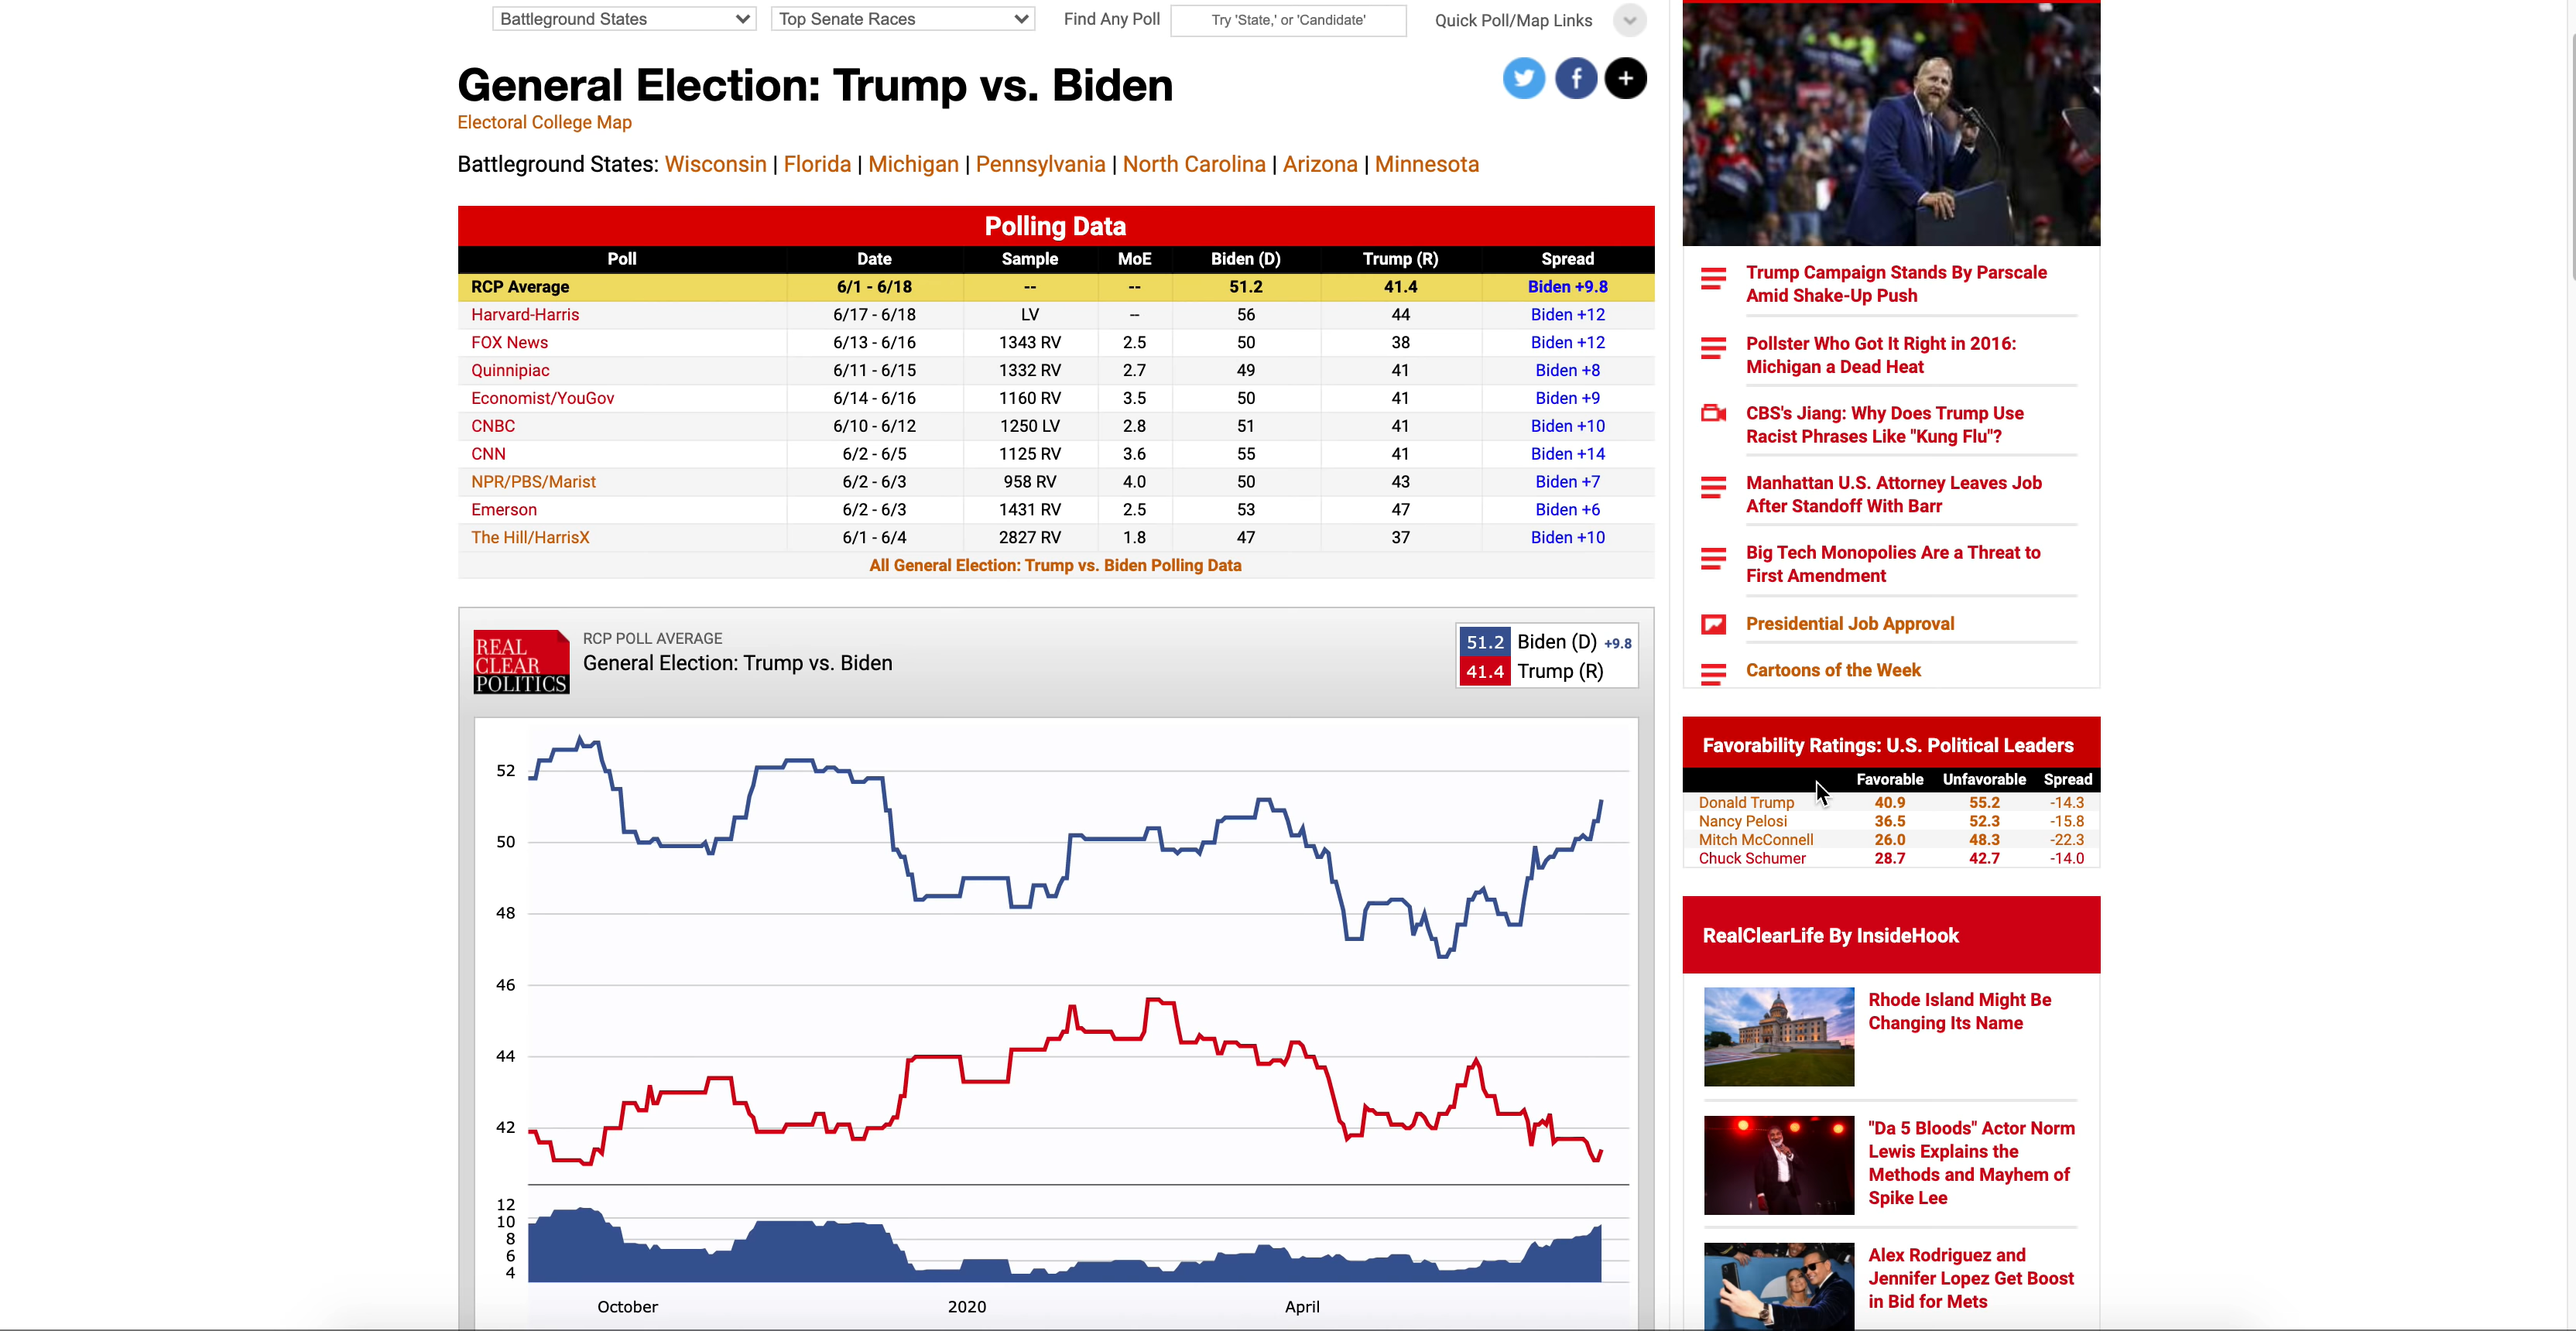 Battleground States
Top Senate Races
Find Any Poll
Try 'State,' or 'Candidate'
Quick Poll/Map Links
General Election: Trump vs. Biden
Electoral College Map
Battleground States: Wisconsin | Florida | Michigan | Pennsylvania | North Carolina | Arizona | Minnesota
Polling Data
Poll Date Sample MoE Biden (D) Trump (R) Spread
RCP Average 6/1 - 6/18 -- -- 51.2 41.4 Biden +9.8
Harvard-Harris 6/17 - 6/18 LV -- 56 44 Biden +12
FOX News 6/13 - 6/16 1343 RV 2.5 50 38 Biden +12
Quinnipiac 6/11 - 6/15 1332 RV 2.7 49 41 Biden +8
Economist/YouGov 6/14 - 6/16 1160 RV 3.5 50 41 Biden +9
CNBC 6/10 - 6/12 1250 LV 2.8 51 41 Biden +10
CNN 6/2 - 6/5 1125 RV 3.6 55 41 Biden +14
NPR/PBS/Marist 6/2 - 6/3 958 RV 4.0 50 43 Biden +7
Emerson 6/2 - 6/3 1431 RV 2.5 53 47 Biden +6
The Hill/HarrisX 6/1 - 6/4 2827 RV 1.8 47 37 Biden +10
All General Election: Trump vs. Biden Polling Data
REAL
CLEAR
POLITICS
RCP POLL AVERAGE
General Election: Trump vs. Biden
51.2 Biden (D) +9.8
41.4 Trump (R)
52
50
48
46
44
42
12
10
8
6
4
October 2020 April
Trump Campaign Stands By Parscale
Amid Shake-Up Push
Pollster Who Got It Right in 2016:
Michigan a Dead Heat
CBS's Jiang: Why Does Trump Use
Racist Phrases Like "Kung Flu"?
Manhattan U.S. Attorney Leaves Job
After Standoff With Barr
Big Tech Monopolies Are a Threat to
First Amendment
Presidential Job Approval
Cartoons of the Week
Favorability Ratings: U.S. Political Leaders
Favorable Unfavorable Spread
Donald Trump 40.9 55.2 -14.3
Nancy Pelosi 36.5 52.3 -15.8
Mitch McConnell 26.0 48.3 -22.3
Chuck Schumer 28.7 42.7 -14.0
RealClearLife By InsideHook
Rhode Island Might Be
Changing Its Name
"Da 5 Bloods" Actor Norm
Lewis Explains the
Methods and Mayhem of
Spike Lee
Alex Rodriguez and
Jennifer Lopez Get Boost
in Bid for Mets